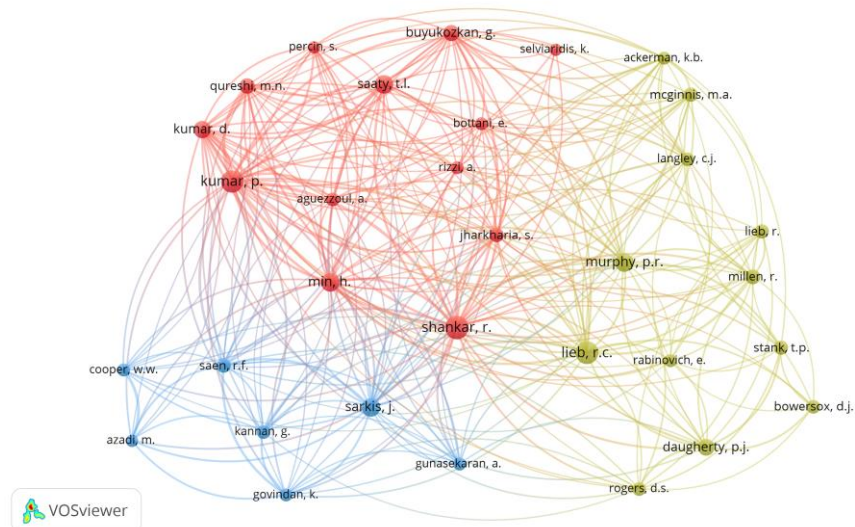 buyukozkan, g.
percin, s.
selviaridis, k.
ackerman, k.b.
qureshi, m.n.
saaty, t.l.
mcginnis, m.a.
kumar, d.
bottani, e.
langley, c.j.
rizzi, a.
kumar, p.
aguezzoul, a.
jharkharia, s.
lieb, r.
murphy, p.r.
millen, r.
min, h.
shankar, r.
stank, t.p.
lieb, r.c.
rabinovich, e.
saen, r.f.
cooper, w.w.
sarkis, j.
bowersox, d.j.
kannan, g.
azadi, m.
daugherty, p.j.
gunasekaran, a.
rogers, d.s.
govindan, k.
VOSviewer